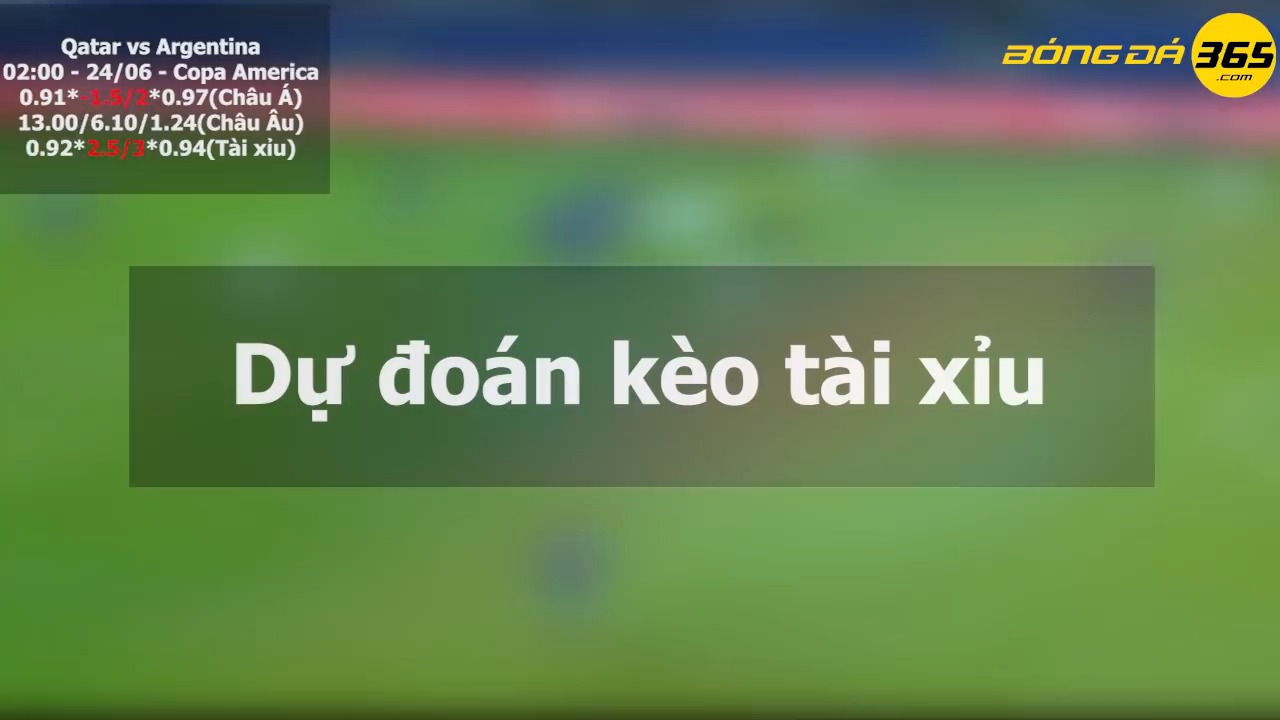 Qatar vs Argentina
02:00 - 24/06 - Copa America
0.91*-1.5/2*0.97(Châu Á)
13.00/6.10/1.24(Châu Âu)
0.92*2.5/3*0.94(Tài xỉu)
BÓNG ĐÁ 365
.COM
Dự đoán kèo tài xỉu